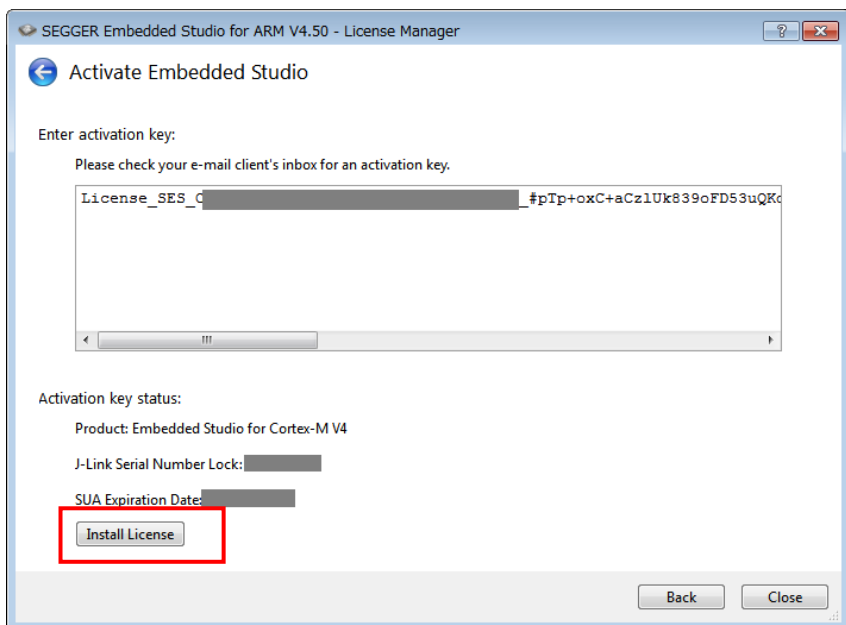 SEGGER Embedded Studio for ARM V4.50 - License Manager
Activate Embedded Studio
Enter activation key:
Please check your e-mail client's inbox for an activation key.
License_SES_ _#pTp+oxC+aCzlUk839oFD53uQK
Activation key status:
Product: Embedded Studio for Cortex-M V4
J-Link Serial Number Lock:
SUA Expiration Date:
Install License
Back Close